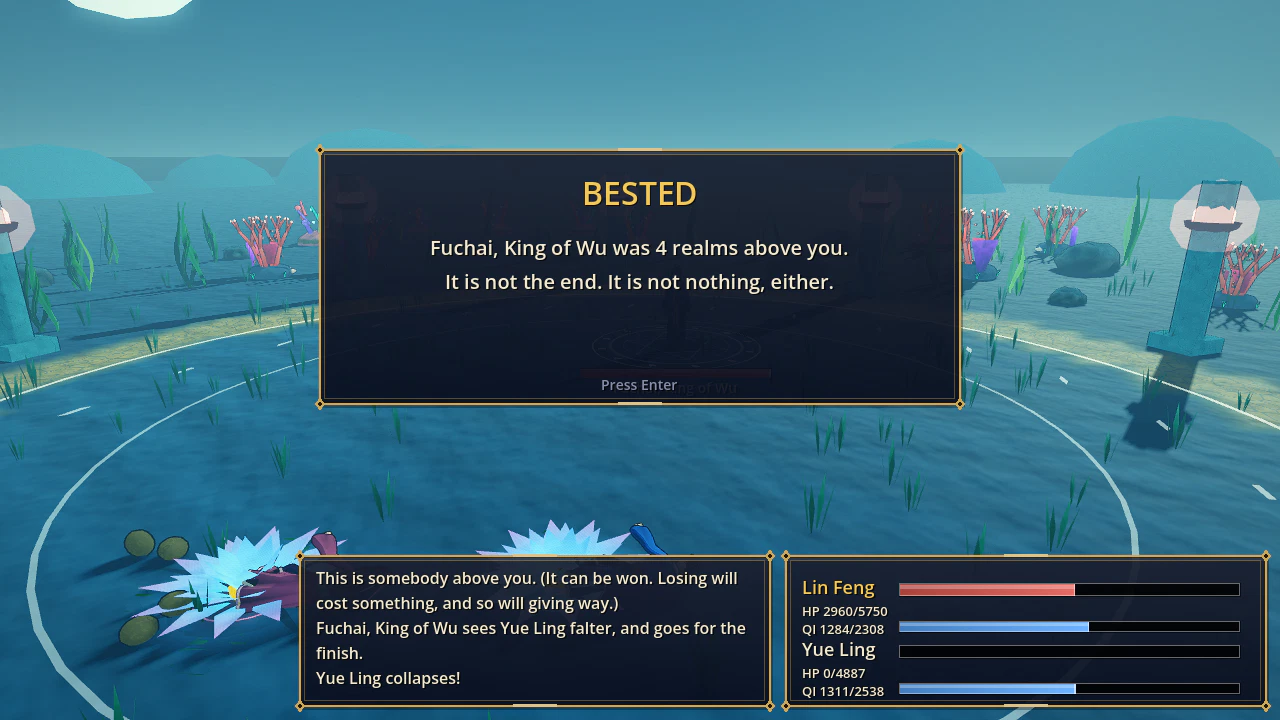 BESTED
Fuchai, King of Wu was 4 realms above you.
It is not the end. It is not nothing, either.
Press Enter
This is somebody above you. (It can be won. Losing will
cost something, and so will giving way.)
Fuchai, King of Wu sees Yue Ling falter, and goes for the
finish.
Yue Ling collapses!
Lin Feng
HP 2960/5750
QI 1284/2308
Yue Ling
HP 0/4887
QI 1311/2538